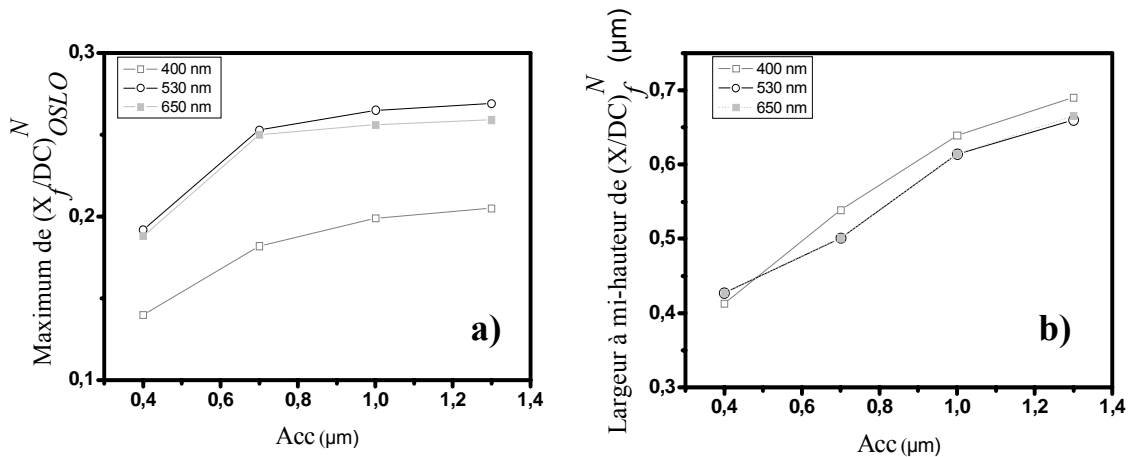 Maximum de (X_f/DC)^N_OSLO
0,3
0,2
0,1
400 nm
530 nm
650 nm
a)
0,4 0,6 0,8 1,0 1,2 1,4
Acc (µm)
Largeur à mi-hauteur de (X/DC)^N_f (µm)
0,7
0,6
0,5
0,4
0,3
400 nm
530 nm
650 nm
b)
0,4 0,6 0,8 1,0 1,2 1,4
Acc (µm)